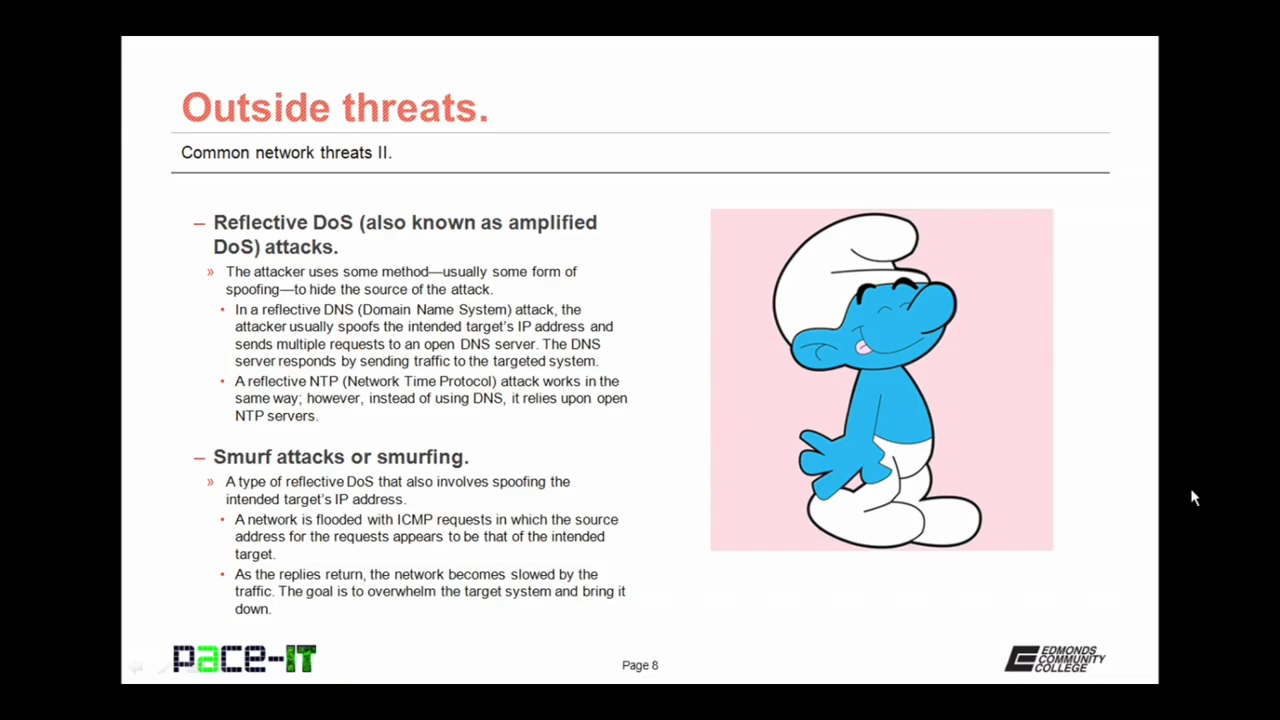 Outside threats.
Common network threats II.
– Reflective DoS (also known as amplified
DoS) attacks.
» The attacker uses some method—usually some form of
spoofing—to hide the source of the attack.
• In a reflective DNS (Domain Name System) attack, the
attacker usually spoofs the intended target's IP address and
sends multiple requests to an open DNS server. The DNS
server responds by sending traffic to the targeted system.
• A reflective NTP (Network Time Protocol) attack works in the
same way; however, instead of using DNS, it relies upon open
NTP servers.
– Smurf attacks or smurfing.
» A type of reflective DoS that also involves spoofing the
intended target's IP address.
• A network is flooded with ICMP requests in which the source
address for the requests appears to be that of the intended
target.
• As the replies return, the network becomes slowed by the
traffic. The goal is to overwhelm the target system and bring it
down.
pace-IT
Page 8
EDMONDS
COMMUNITY
COLLEGE